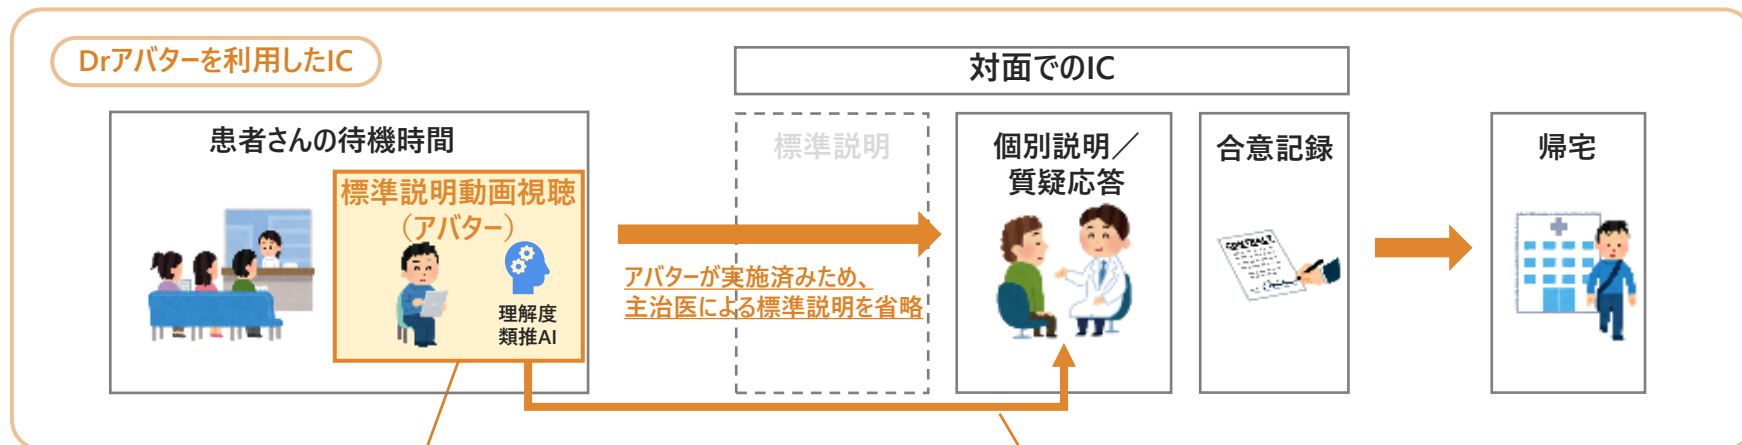 Drアバターを利用したIC
対面でのIC
患者さんの待機時間
標準説明動画視聴
（アバター）
理解度
類推AI
アバターが実施済みため、
主治医による標準説明を省略
標準説明
個別説明／
質疑応答
合意記録
CONTRACT
帰宅